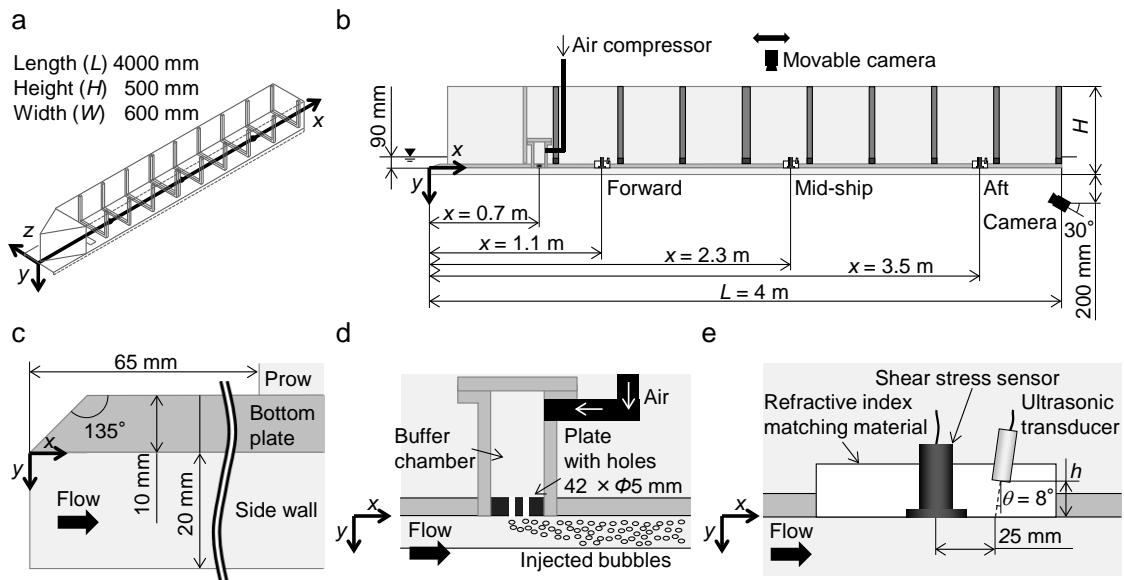 a
Length (L) 4000 mm
Height (H) 500 mm
Width (W) 600 mm
x
z
y
b
Air compressor
Movable camera
90 mm
H
x
y
Forward
Mid-ship
Aft
Camera
30°
x = 0.7 m
x = 1.1 m
x = 2.3 m
x = 3.5 m
L = 4 m
200 mm
c
65 mm
Prow
Bottom
plate
135°
x
y
10 mm
20 mm
Flow
Side wall
d
Air
Buffer
chamber
Plate
with holes
42 × Φ5 mm
x
y
Flow
Injected bubbles
e
Shear stress sensor
Refractive index
matching material
Ultrasonic
transducer
h
θ = 8°
x
y
Flow
25 mm